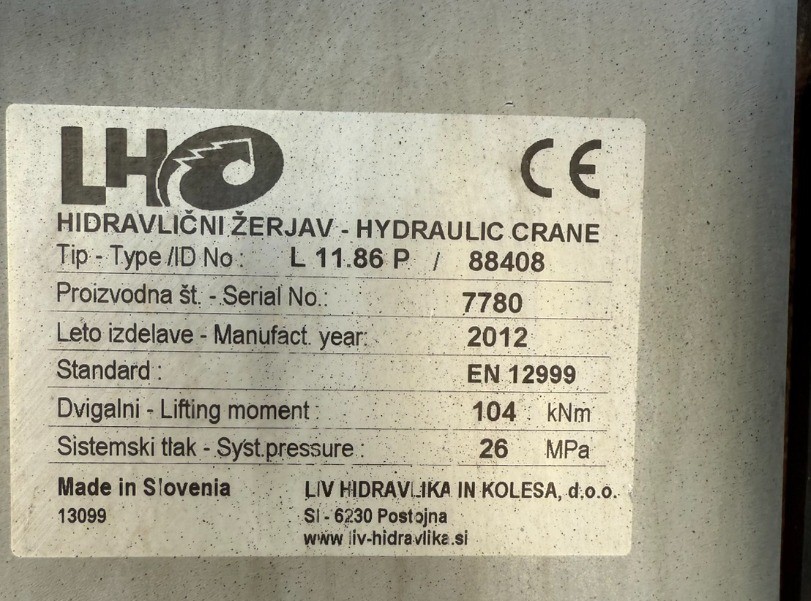 LH
CE
HIDRAVLIČNI ŽERJAV - HYDRAULIC CRANE
Tip - Type /ID No : L 11.86 P / 88408
Proizvodna št. - Serial No.: 7780
Leto izdelave - Manufact. year: 2012
Standard : EN 12999
Dvigalni - Lifting moment : 104 kNm
Sistemski tlak - Syst.pressure : 26 MPa
Made in Slovenia LIV HIDRAVLIKA IN KOLESA, d.o.o.
13099 SI - 6230 Postojna
www.liv-hidravlika.si